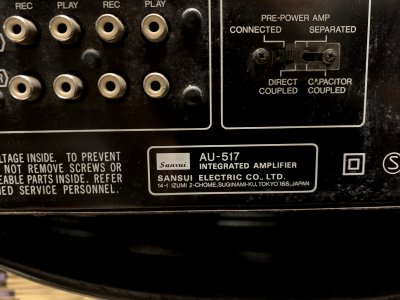 REC PLAY REC PLAY
PRE-POWER AMP
CONNECTED SEPARATED
DIRECT COUPLED
CAPACITOR COUPLED
LTAGE INSIDE. TO PREVENT
NOT REMOVE SCREWS OR
EABLE PARTS INSIDE. REFER
ED SERVICE PERSONNEL.
Sansui
AU-517
INTEGRATED AMPLIFIER
SANSUI ELECTRIC CO., LTD.
14-1 IZUMI 2-CHOME, SUGINAMI-KU, TOKYO 168, JAPAN
S